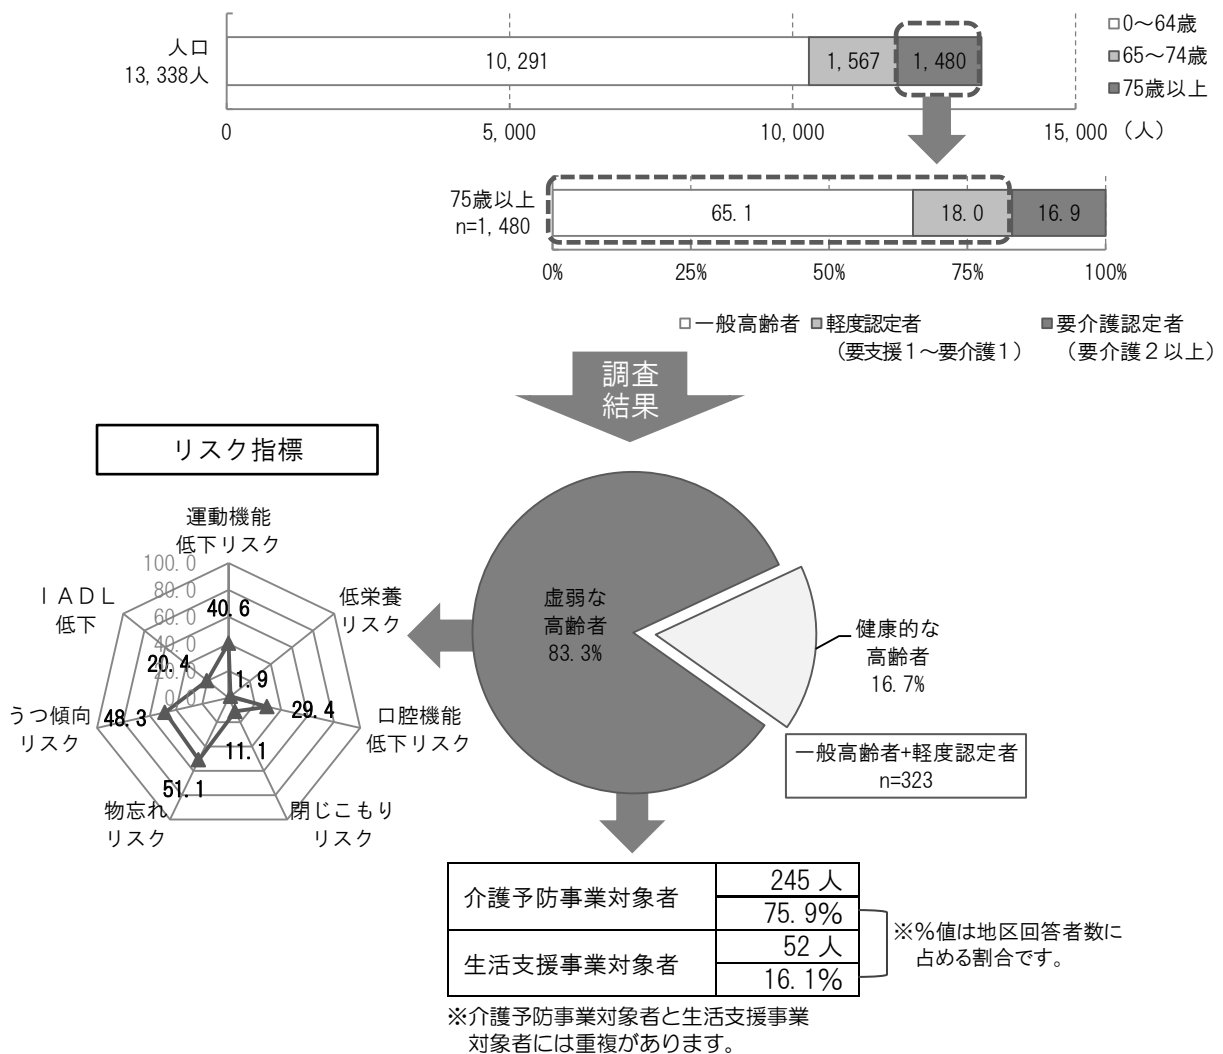 □0～64歳
□65～74歳
■75歳以上
人口
13,338人
10,291
1,567
1,480
0
5,000
10,000
15,000
（人）
75歳以上
n=1,480
65.1
18.0
16.9
0%
25%
50%
75%
100%
□一般高齢者
■軽度認定者
（要支援１～要介護１）
■要介護認定者
（要介護２以上）
調査
結果
リスク指標
運動機能
低下リスク
低栄養
リスク
口腔機能
低下リスク
閉じこもり
リスク
物忘れ
リスク
うつ傾向
リスク
ＩＡＤＬ
低下
100.0
80.0
60.0
40.0
20.0
0.0
40.6
1.9
29.4
11.1
51.1
48.3
20.4
虚弱な
高齢者
83.3%
健康的な
高齢者
16.7%
一般高齢者+軽度認定者
n=323
介護予防事業対象者
245 人
75.9%
生活支援事業対象者
52 人
16.1%
※%値は地区回答者数に
占める割合です。
※介護予防事業対象者と生活支援事業
対象者には重複があります。